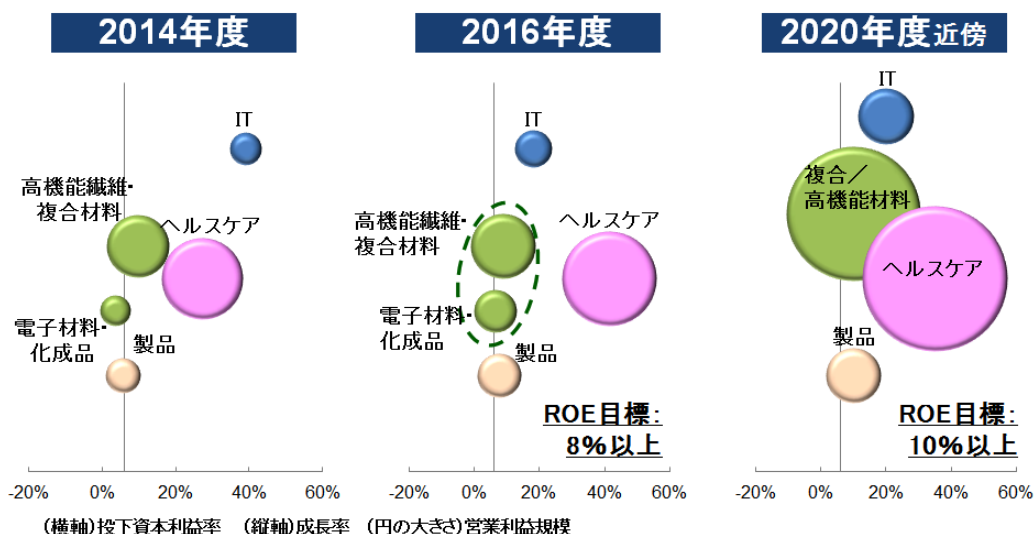 2014年度
IT
高機能繊維・
複合材料
ヘルスケア
電子材料・
化成品
製品
-20%
0%
20%
40%
60%
2016年度
IT
高機能繊維・
複合材料
ヘルスケア
電子材料・
化成品
製品
ROE目標:
8%以上
-20%
0%
20%
40%
60%
2020年度近傍
IT
複合／
高機能材料
ヘルスケア
製品
ROE目標:
10%以上
-20%
0%
20%
40%
60%
(横軸)投下資本利益率 (縦軸)成長率 (円の大きさ)営業利益規模